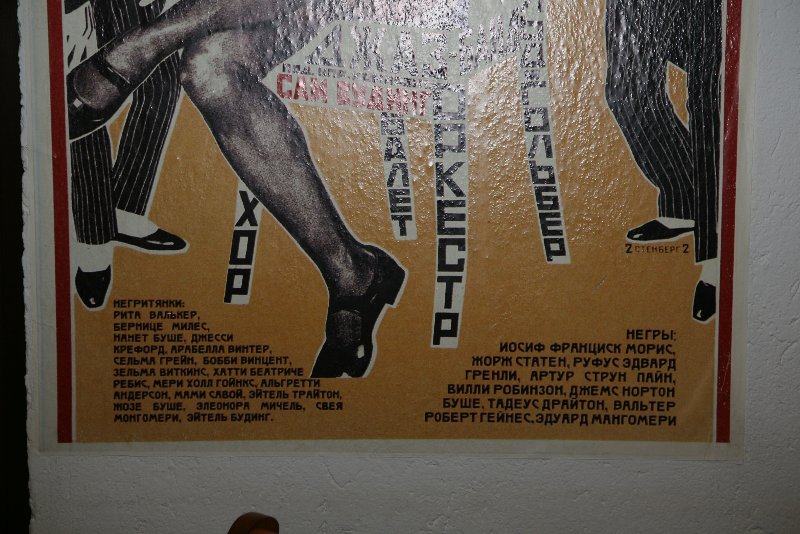 ДЖАЗ-БАНД
САМ ВУДИНГ
ХОР
БАЛЕТ
ОРКЕСТР
ГОЛЬБЕР
2 СТЕНБЕРГ 2
НЕГРИТЯНКИ:
РИТА ВАЛЬКЕР,
БЕРНИЦЕ МИЛЕС,
НАНЕТ БУШЕ, ДЖЕССИ
КРЕФОРД, АРАБЕЛЛА ВИНТЕР,
СЕЛЬМА ГРЕЙН, БОББИ ВИНЦЕНТ,
ЗЕЛЬМА ВИТКИНС, ХАТТИ БЕАТРИЧЕ
РЕБИС, МЕРИ ХОЛЛ ГОЙНКС, АЛЬГРЕТТИ
АНДЕРСОН, МАМИ САВОЙ, ЭЙТЕЛЬ ТРАЙТОН,
ЖОЗЕ БУШЕ, ЭЛЕОНОРА МИЧЕЛЬ, СВЕЯ
МОНГОМЕРИ, ЭЙТЕЛЬ БУДИНГ.
НЕГРЫ:
ИОСИФ ФРАНЦИСК МОРИС,
ЖОРЖ СТАТЕН, РУФУС ЭДВАРД
ГРЕНЛИ, АРТУР СТРУН ПАЙН,
ВИЛЛИ РОБИНЗОН, ДЖЕМС НОРТОН
БУШЕ, ТАДЕУС ДРАЙТОН, ВАЛЬТЕР
РОБЕРТ ГЕЙНЕС, ЭДУАРД МАНГОМЕРИ